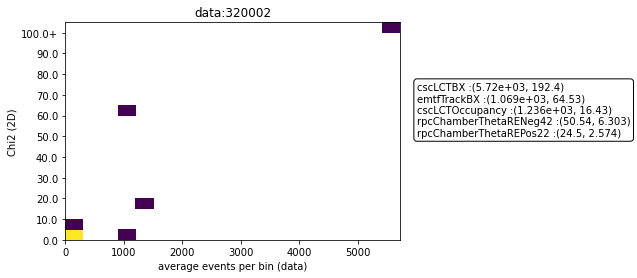 data:320002
100.0+
90.0
80.0
70.0
60.0
50.0
40.0
30.0
20.0
10.0
0.0
Chi2 (2D)
0 1000 2000 3000 4000 5000
average events per bin (data)
cscLCTBX :(5.72e+03, 192.4)
emtfTrackBX :(1.069e+03, 64.53)
cscLCTOccupancy :(1.236e+03, 16.43)
rpcChamberThetaRENeg42 :(50.54, 6.303)
rpcChamberThetaREPos22 :(24.5, 2.574)